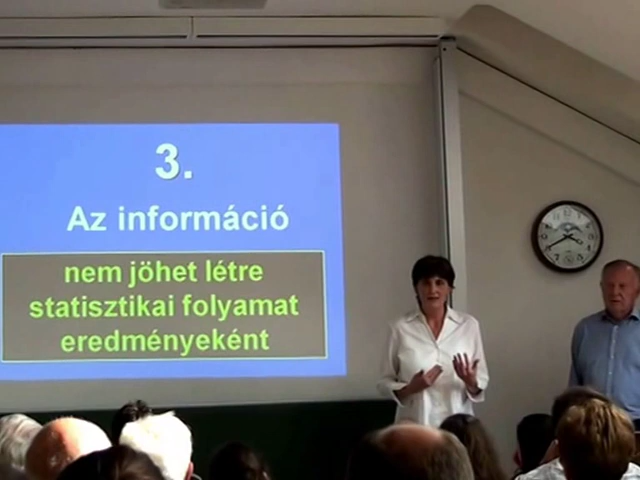 3.
Az információ
nem jöhet létre
statisztikai folyamat
eredményeként